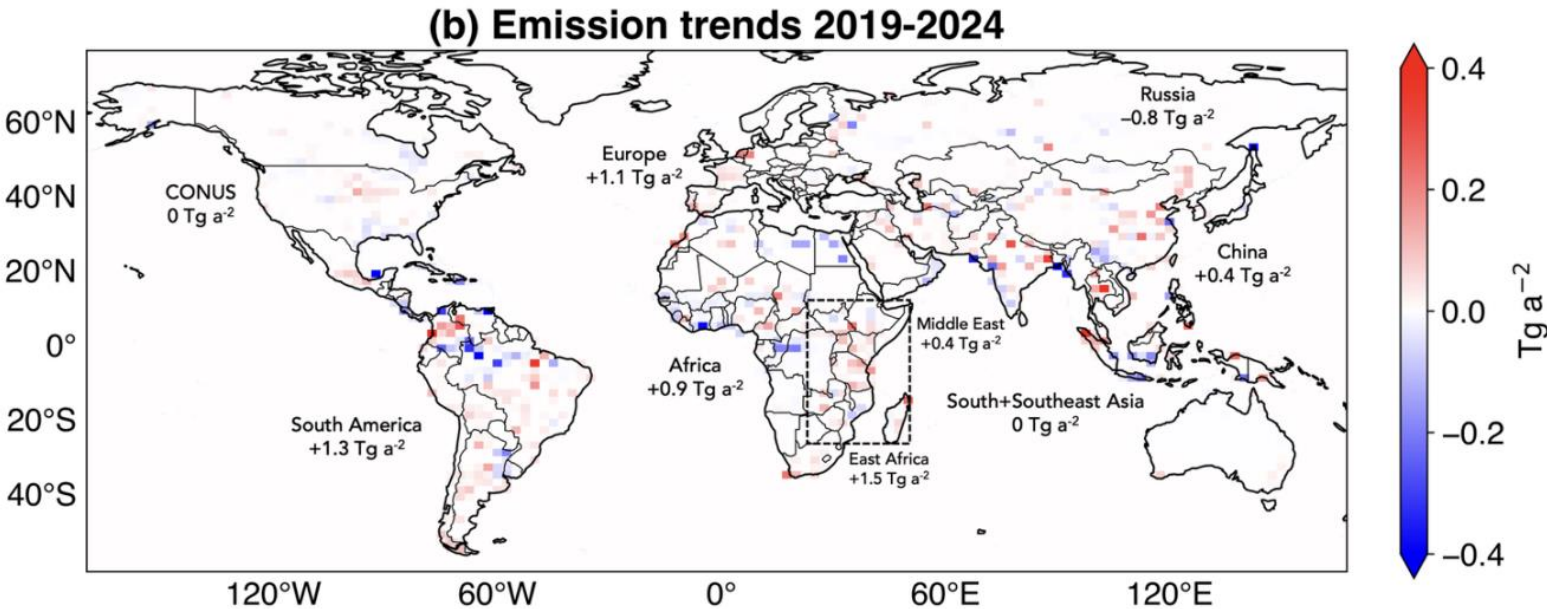 (b) Emission trends 2019-2024
60°N
40°N
20°N
0°
20°S
40°S
120°W
60°W
0°
60°E
120°E
CONUS
0 Tg a⁻²
Europe
+1.1 Tg a⁻²
Russia
−0.8 Tg a⁻²
China
+0.4 Tg a⁻²
Middle East
+0.4 Tg a⁻²
Africa
+0.9 Tg a⁻²
South+Southeast Asia
0 Tg a⁻²
South America
+1.3 Tg a⁻²
East Africa
+1.5 Tg a⁻²
0.4
0.2
0.0
−0.2
−0.4
Tg a⁻²